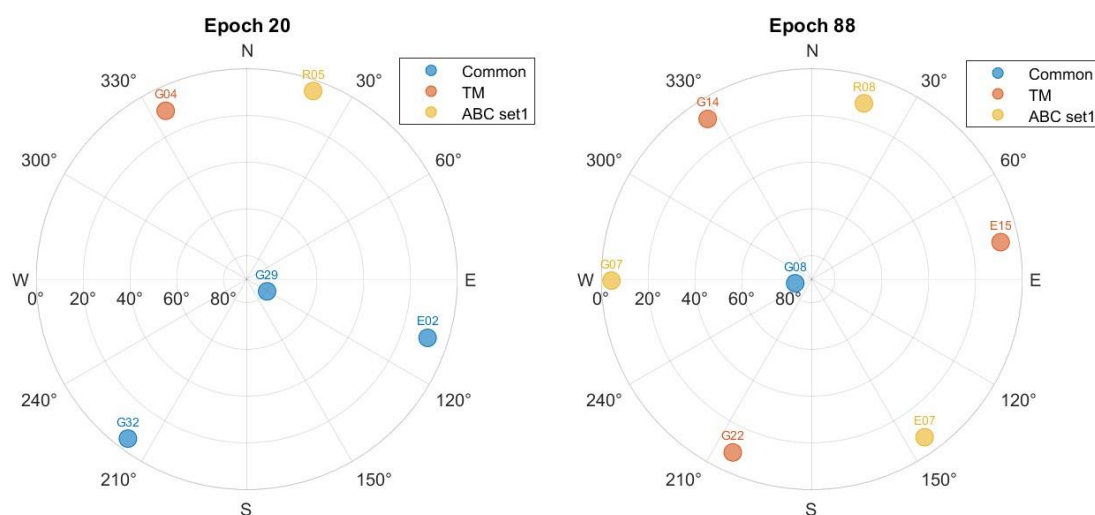 Epoch 20
N
330°
30°
300°
60°
W
E
0°
20°
40°
60°
80°
240°
120°
210°
150°
S
G04
R05
G29
E02
G32
Common
TM
ABC set1
Epoch 88
N
330°
30°
300°
60°
W
E
0°
20°
40°
60°
80°
240°
120°
210°
150°
S
G14
R08
E15
G07
G08
G22
E07
Common
TM
ABC set1